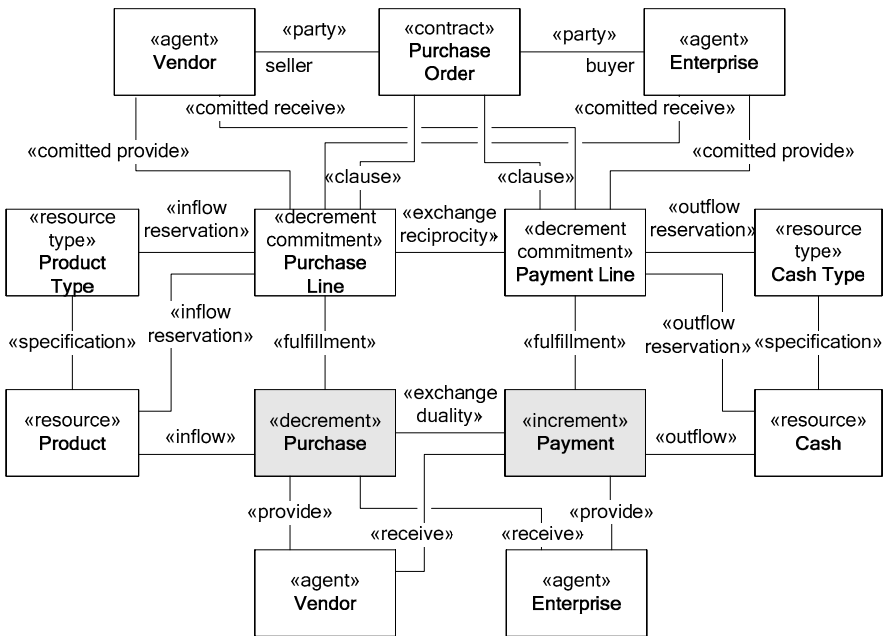 «agent»
Vendor
«party»
seller
«contract»
Purchase
Order
«party»
buyer
«agent»
Enterprise
«comitted receive»
«comitted receive»
«comitted provide»
«comitted provide»
«clause»
«clause»
«resource
type»
Product
Type
«inflow
reservation»
«decrement
commitment»
Purchase
Line
«exchange
reciprocity»
«decrement
commitment»
Payment Line
«outflow
reservation»
«resource
type»
Cash Type
«specification»
«inflow
reservation»
«fulfillment»
«fulfillment»
«outflow
reservation»
«specification»
«resource»
Product
«inflow»
«decrement»
Purchase
«exchange
duality»
«increment»
Payment
«outflow»
«resource»
Cash
«provide»
«receive»
«receive»
«provide»
«agent»
Vendor
«agent»
Enterprise